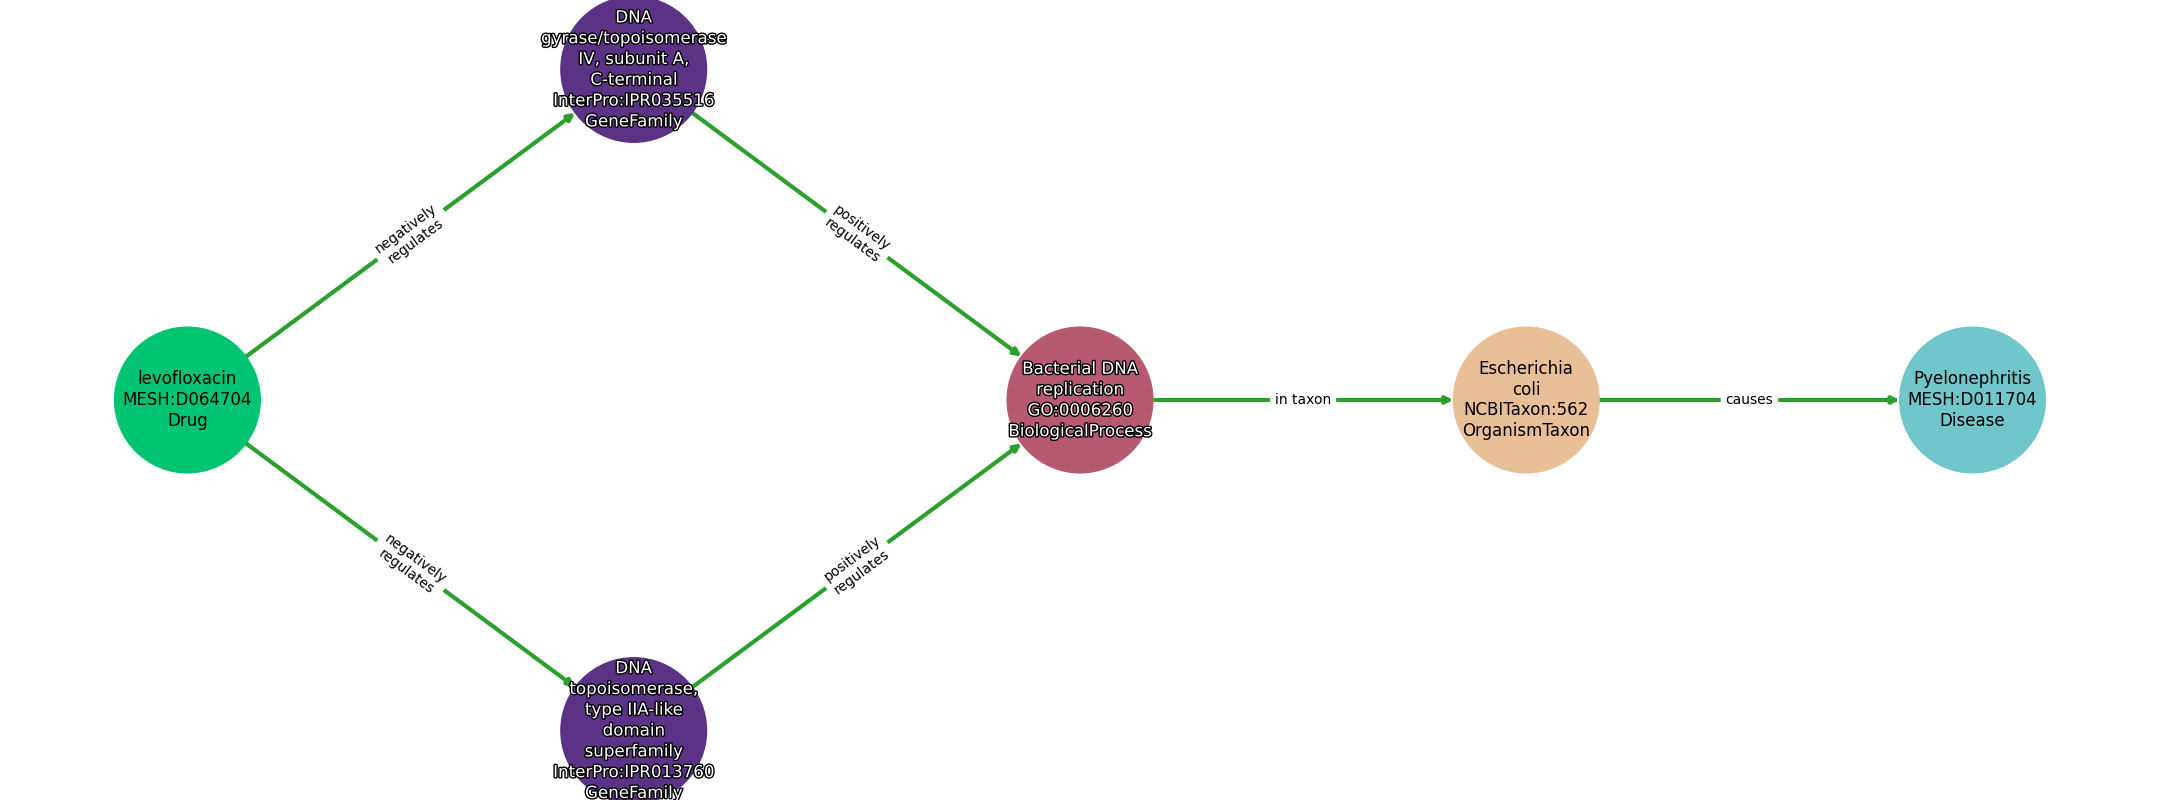 DNA
gyrase/topoisomerase
IV, subunit A,
C-terminal
InterPro:IPR035516
GeneFamily
negatively
regulates
positively
regulates
levofloxacin
MESH:D064704
Drug
Bacterial DNA
replication
GO:0006260
BiologicalProcess
in taxon
Escherichia
coli
NCBITaxon:562
OrganismTaxon
causes
Pyelonephritis
MESH:D011704
Disease
negatively
regulates
positively
regulates
DNA
topoisomerase,
type IIA-like
domain
superfamily
InterPro:IPR013760
GeneFamily